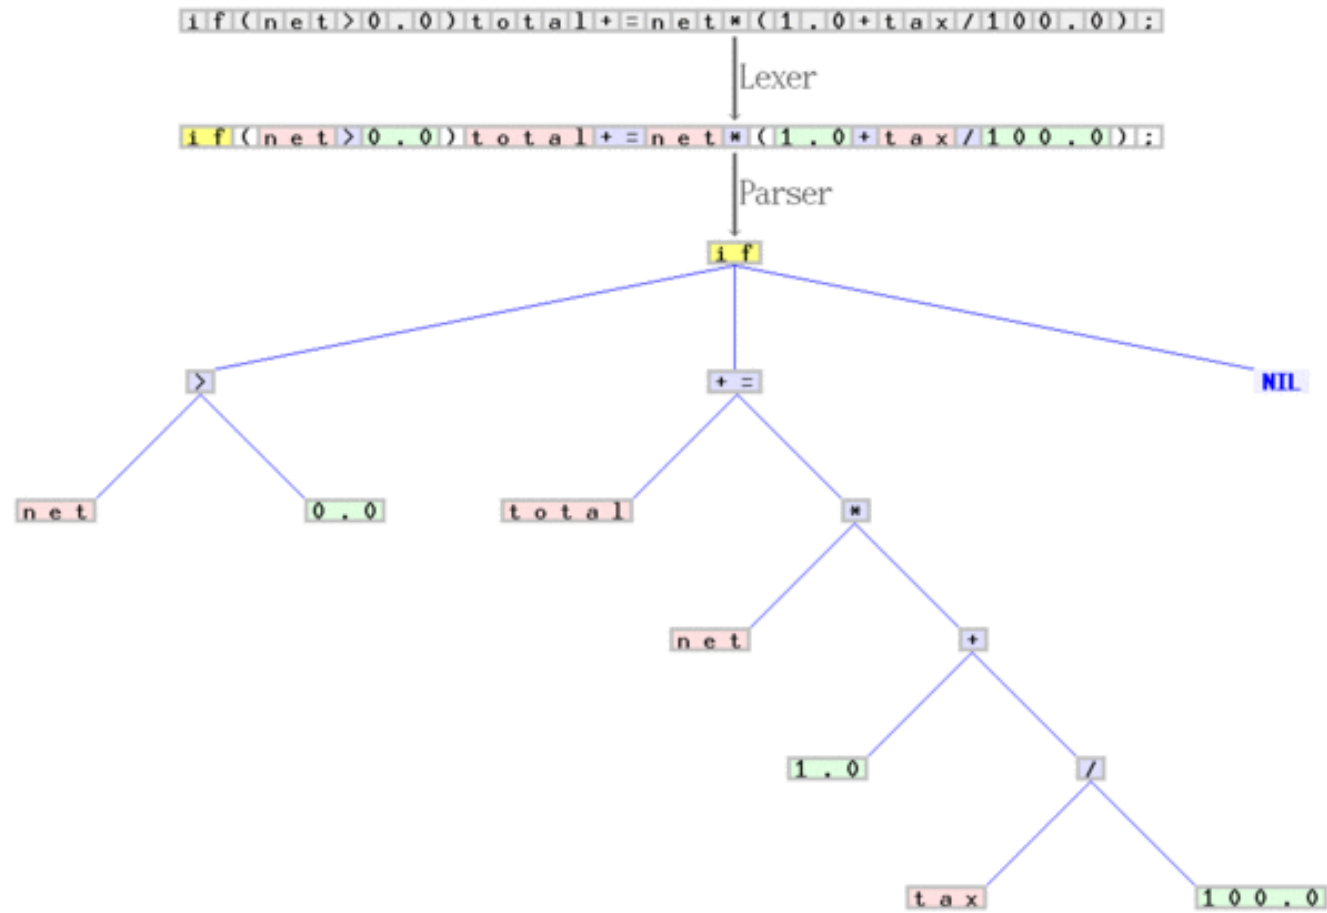 if(net>0.0)total+=net*(1.0+tax/100.0);
Lexer
if(net>0.0)total+=net*(1.0+tax/100.0);
Parser
if
> += NIL
net 0.0 total *
net +
1.0 /
tax 100.0